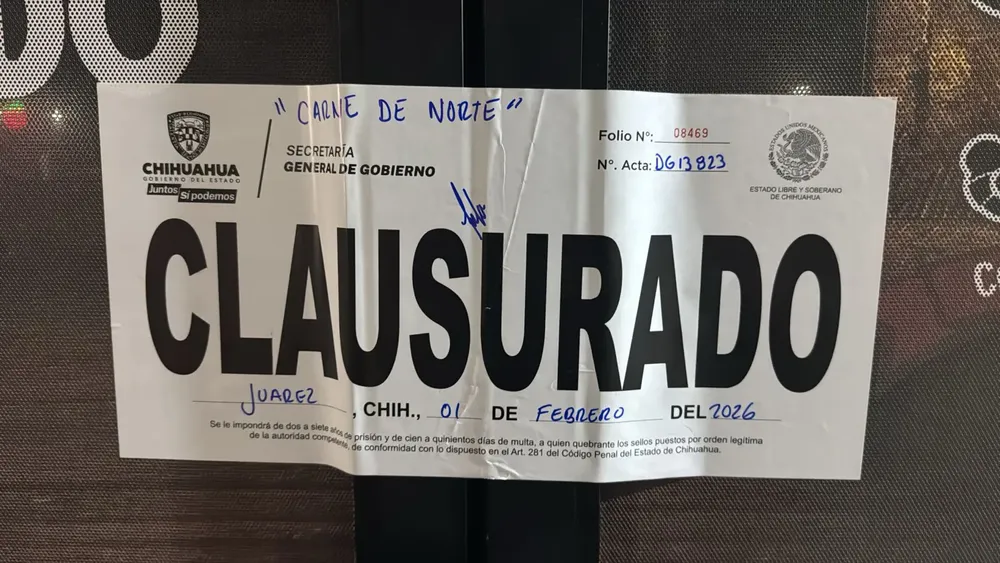 DO
"CARNE DE NORTE"
CHIHUAHUA
GOBIERNO DEL ESTADO
Juntos Sí podemos
SECRETARÍA
GENERAL DE GOBIERNO
Folio Nº: 08469
Nº. Acta: DG13823
ESTADOS UNIDOS MEXICANOS
ESTADO LIBRE Y SOBERANO
DE CHIHUAHUA
CLAUSURADO
JUAREZ, CHIH., 01 DE FEBRERO DEL 2026
Se le impondrá de dos a siete años de prisión y de cien a quinientos días de multa, a quien quebrante los sellos puestos por orden legítima
de la autoridad competente, de conformidad con lo dispuesto en el Art. 281 del Código Penal del Estado de Chihuahua.
C